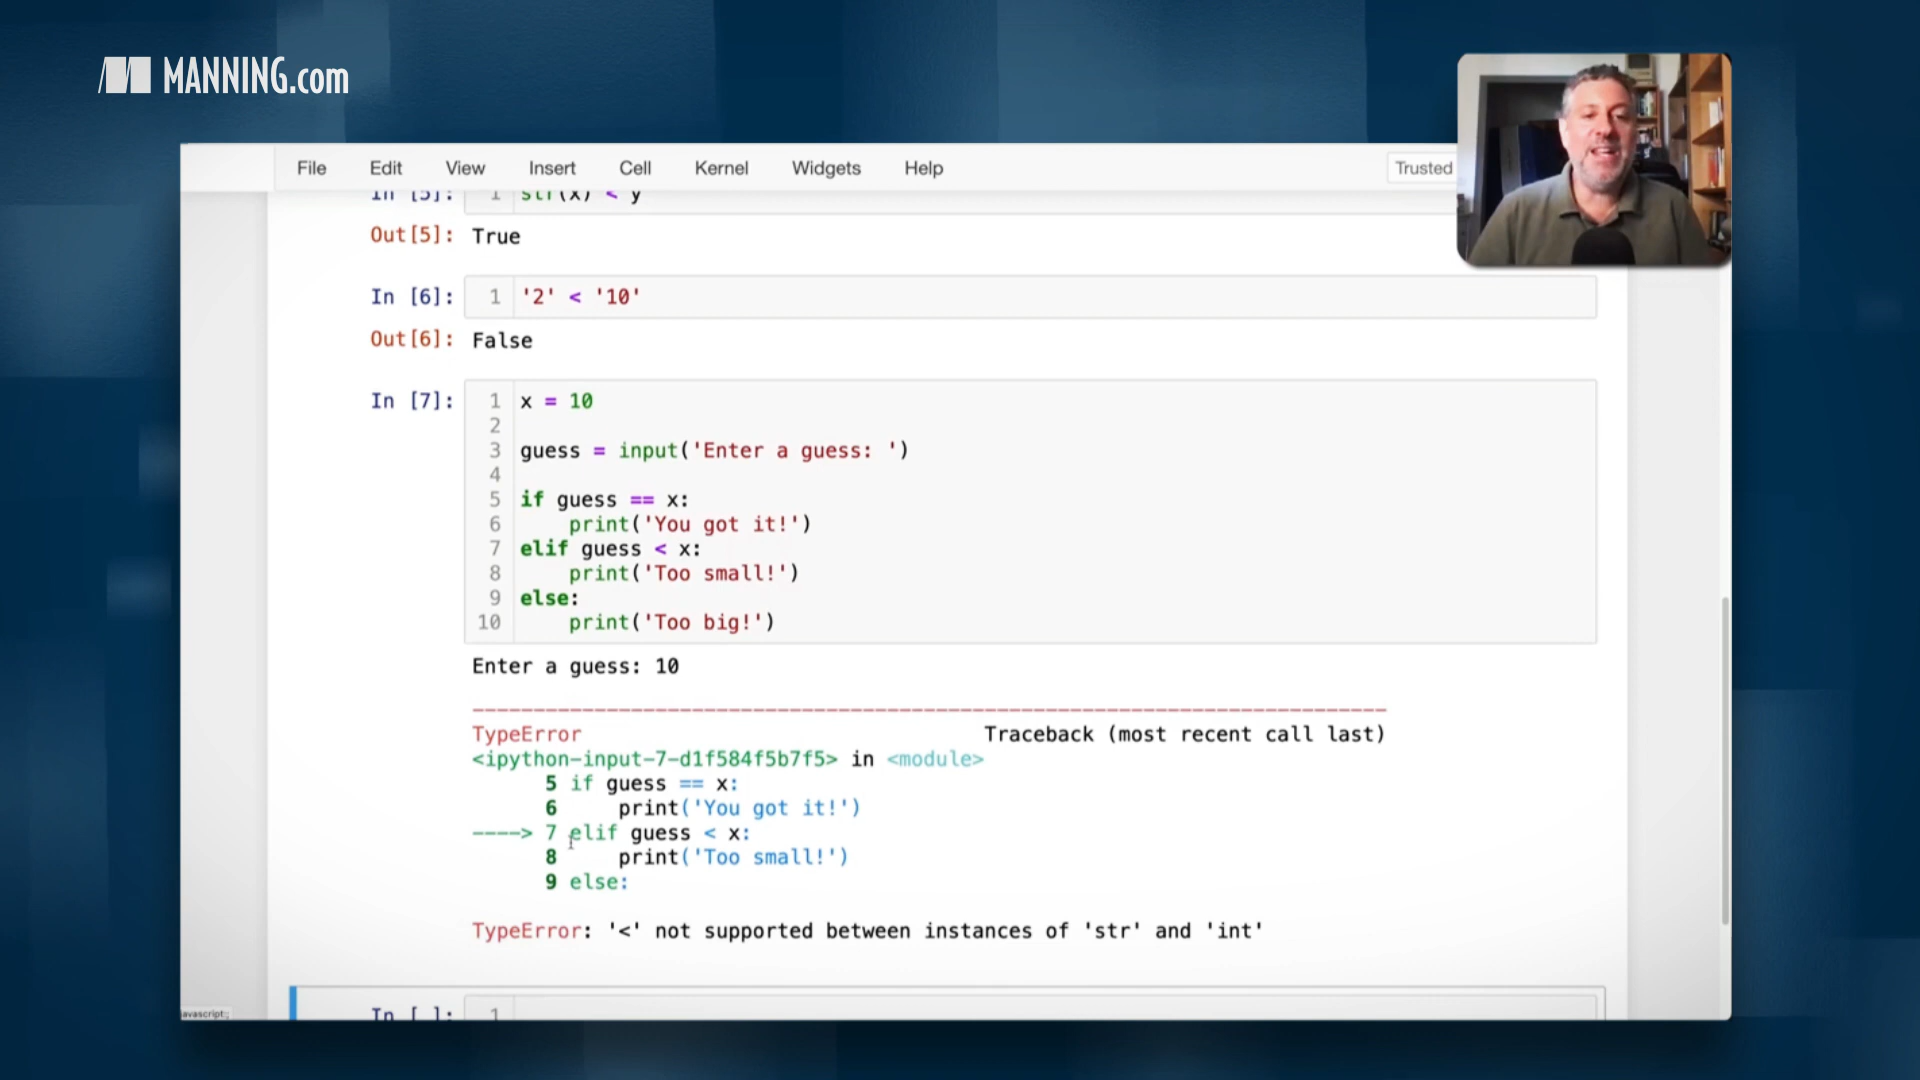 MANNING.com
File Edit View Insert Cell Kernel Widgets Help Trusted
In [5]: 1 str(x) < y
Out[5]: True
In [6]: 1 '2' < '10'
Out[6]: False
In [7]: 1 x = 10
2
3 guess = input('Enter a guess: ')
4
5 if guess == x:
6 print('You got it!')
7 elif guess < x:
8 print('Too small!')
9 else:
10 print('Too big!')
Enter a guess: 10
---------------------------------------------------------------------------
TypeError Traceback (most recent call last)
<ipython-input-7-d1f584f5b7f5> in <module>
5 if guess == x:
6 print('You got it!')
----> 7 elif guess < x:
8 print('Too small!')
9 else:
TypeError: '<' not supported between instances of 'str' and 'int'
In [ ]: 1
javascript:;